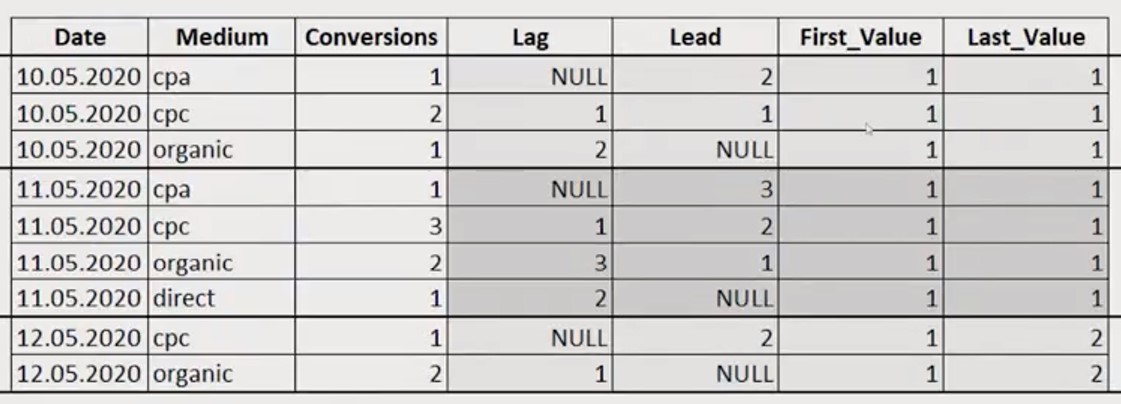 Date Medium Conversions Lag Lead First_Value Last_Value
10.05.2020 cpa 1 NULL 2 1 1
10.05.2020 cpc 2 1 1 1 1
10.05.2020 organic 1 2 NULL 1 1
11.05.2020 cpa 1 NULL 3 1 1
11.05.2020 cpc 3 1 2 1 1
11.05.2020 organic 2 3 1 1 1
11.05.2020 direct 1 2 NULL 1 1
12.05.2020 cpc 1 NULL 2 1 2
12.05.2020 organic 2 1 NULL 1 2